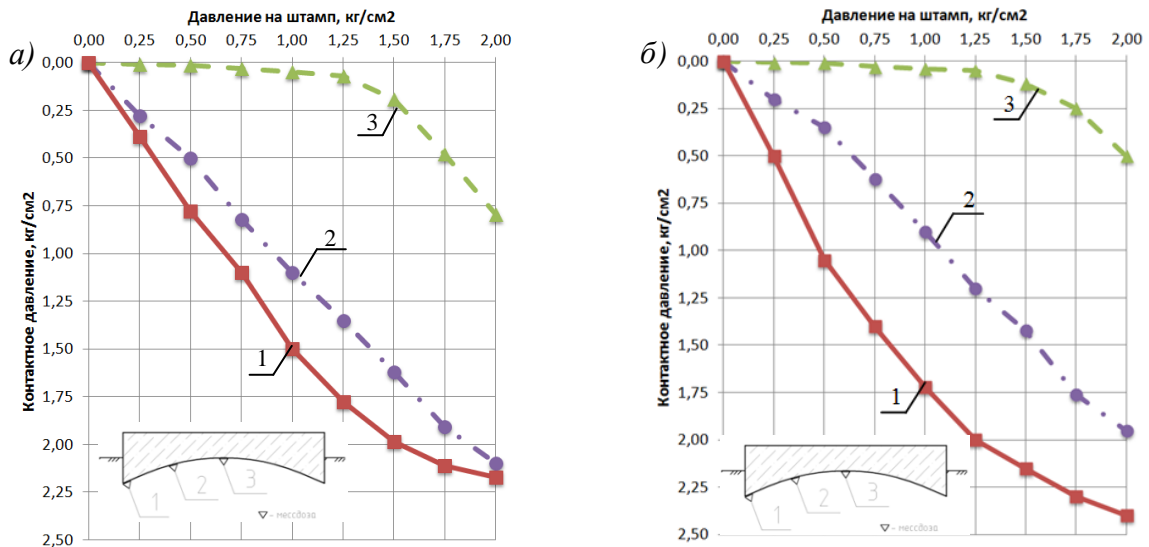 а)
Давление на штамп, кг/см2
0,00 0,25 0,50 0,75 1,00 1,25 1,50 1,75 2,00
Контактное давление, кг/см2
0,00
0,25
0,50
0,75
1,00
1,25
1,50
1,75
2,00
2,25
2,50
3
2
1
1 2 3
- мессдоза
б)
Давление на штамп, кг/см2
0,00 0,25 0,50 0,75 1,00 1,25 1,50 1,75 2,00
Контактное давление, кг/см2
0,00
0,25
0,50
0,75
1,00
1,25
1,50
1,75
2,00
2,25
2,50
3
2
1
1 2 3
- мессдоза